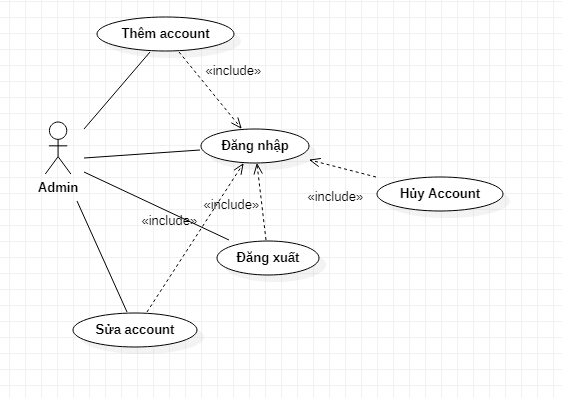 Thêm account
«include»
Đăng nhập
Admin
Hủy Account
«include»
«include»
«include»
Đăng xuất
Sửa account